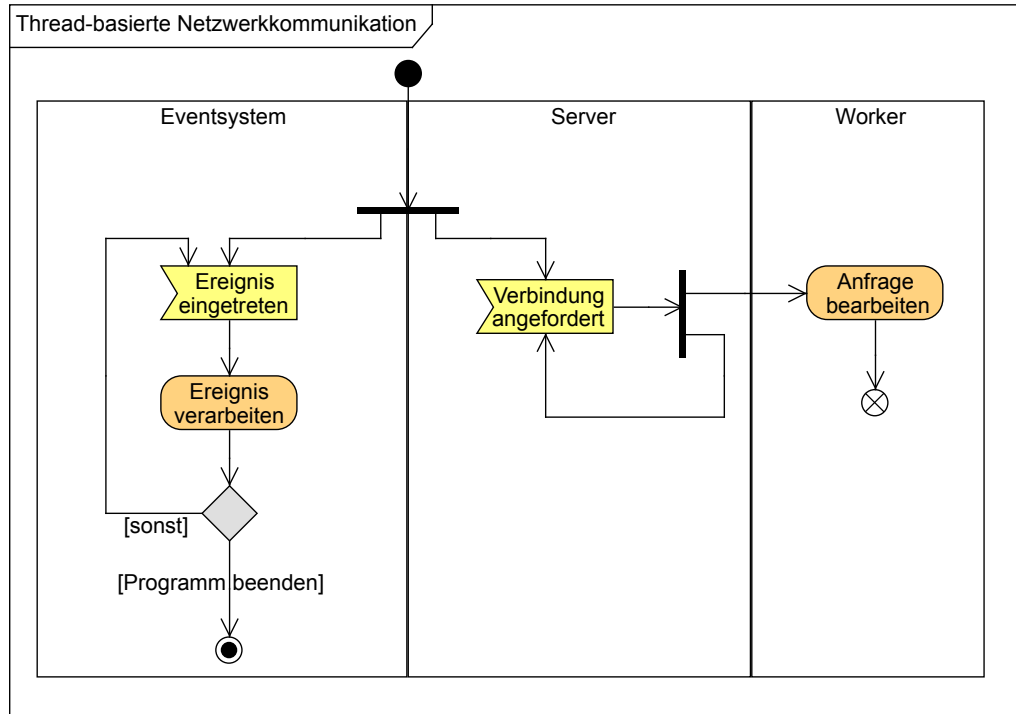 Thread-basierte Netzwerkkommunikation
Eventsystem
Server
Worker
Ereignis
eingetreten
Verbindung
angefordert
Anfrage
bearbeiten
Ereignis
verarbeiten
[sonst]
[Programm beenden]